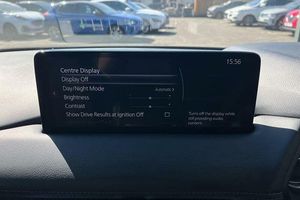 15:56
Centre Display
Display Off
Day/Night Mode Automatic
Brightness
Contrast
Show Drive Results at Ignition Off
Turns off the display while
still providing audio
content.